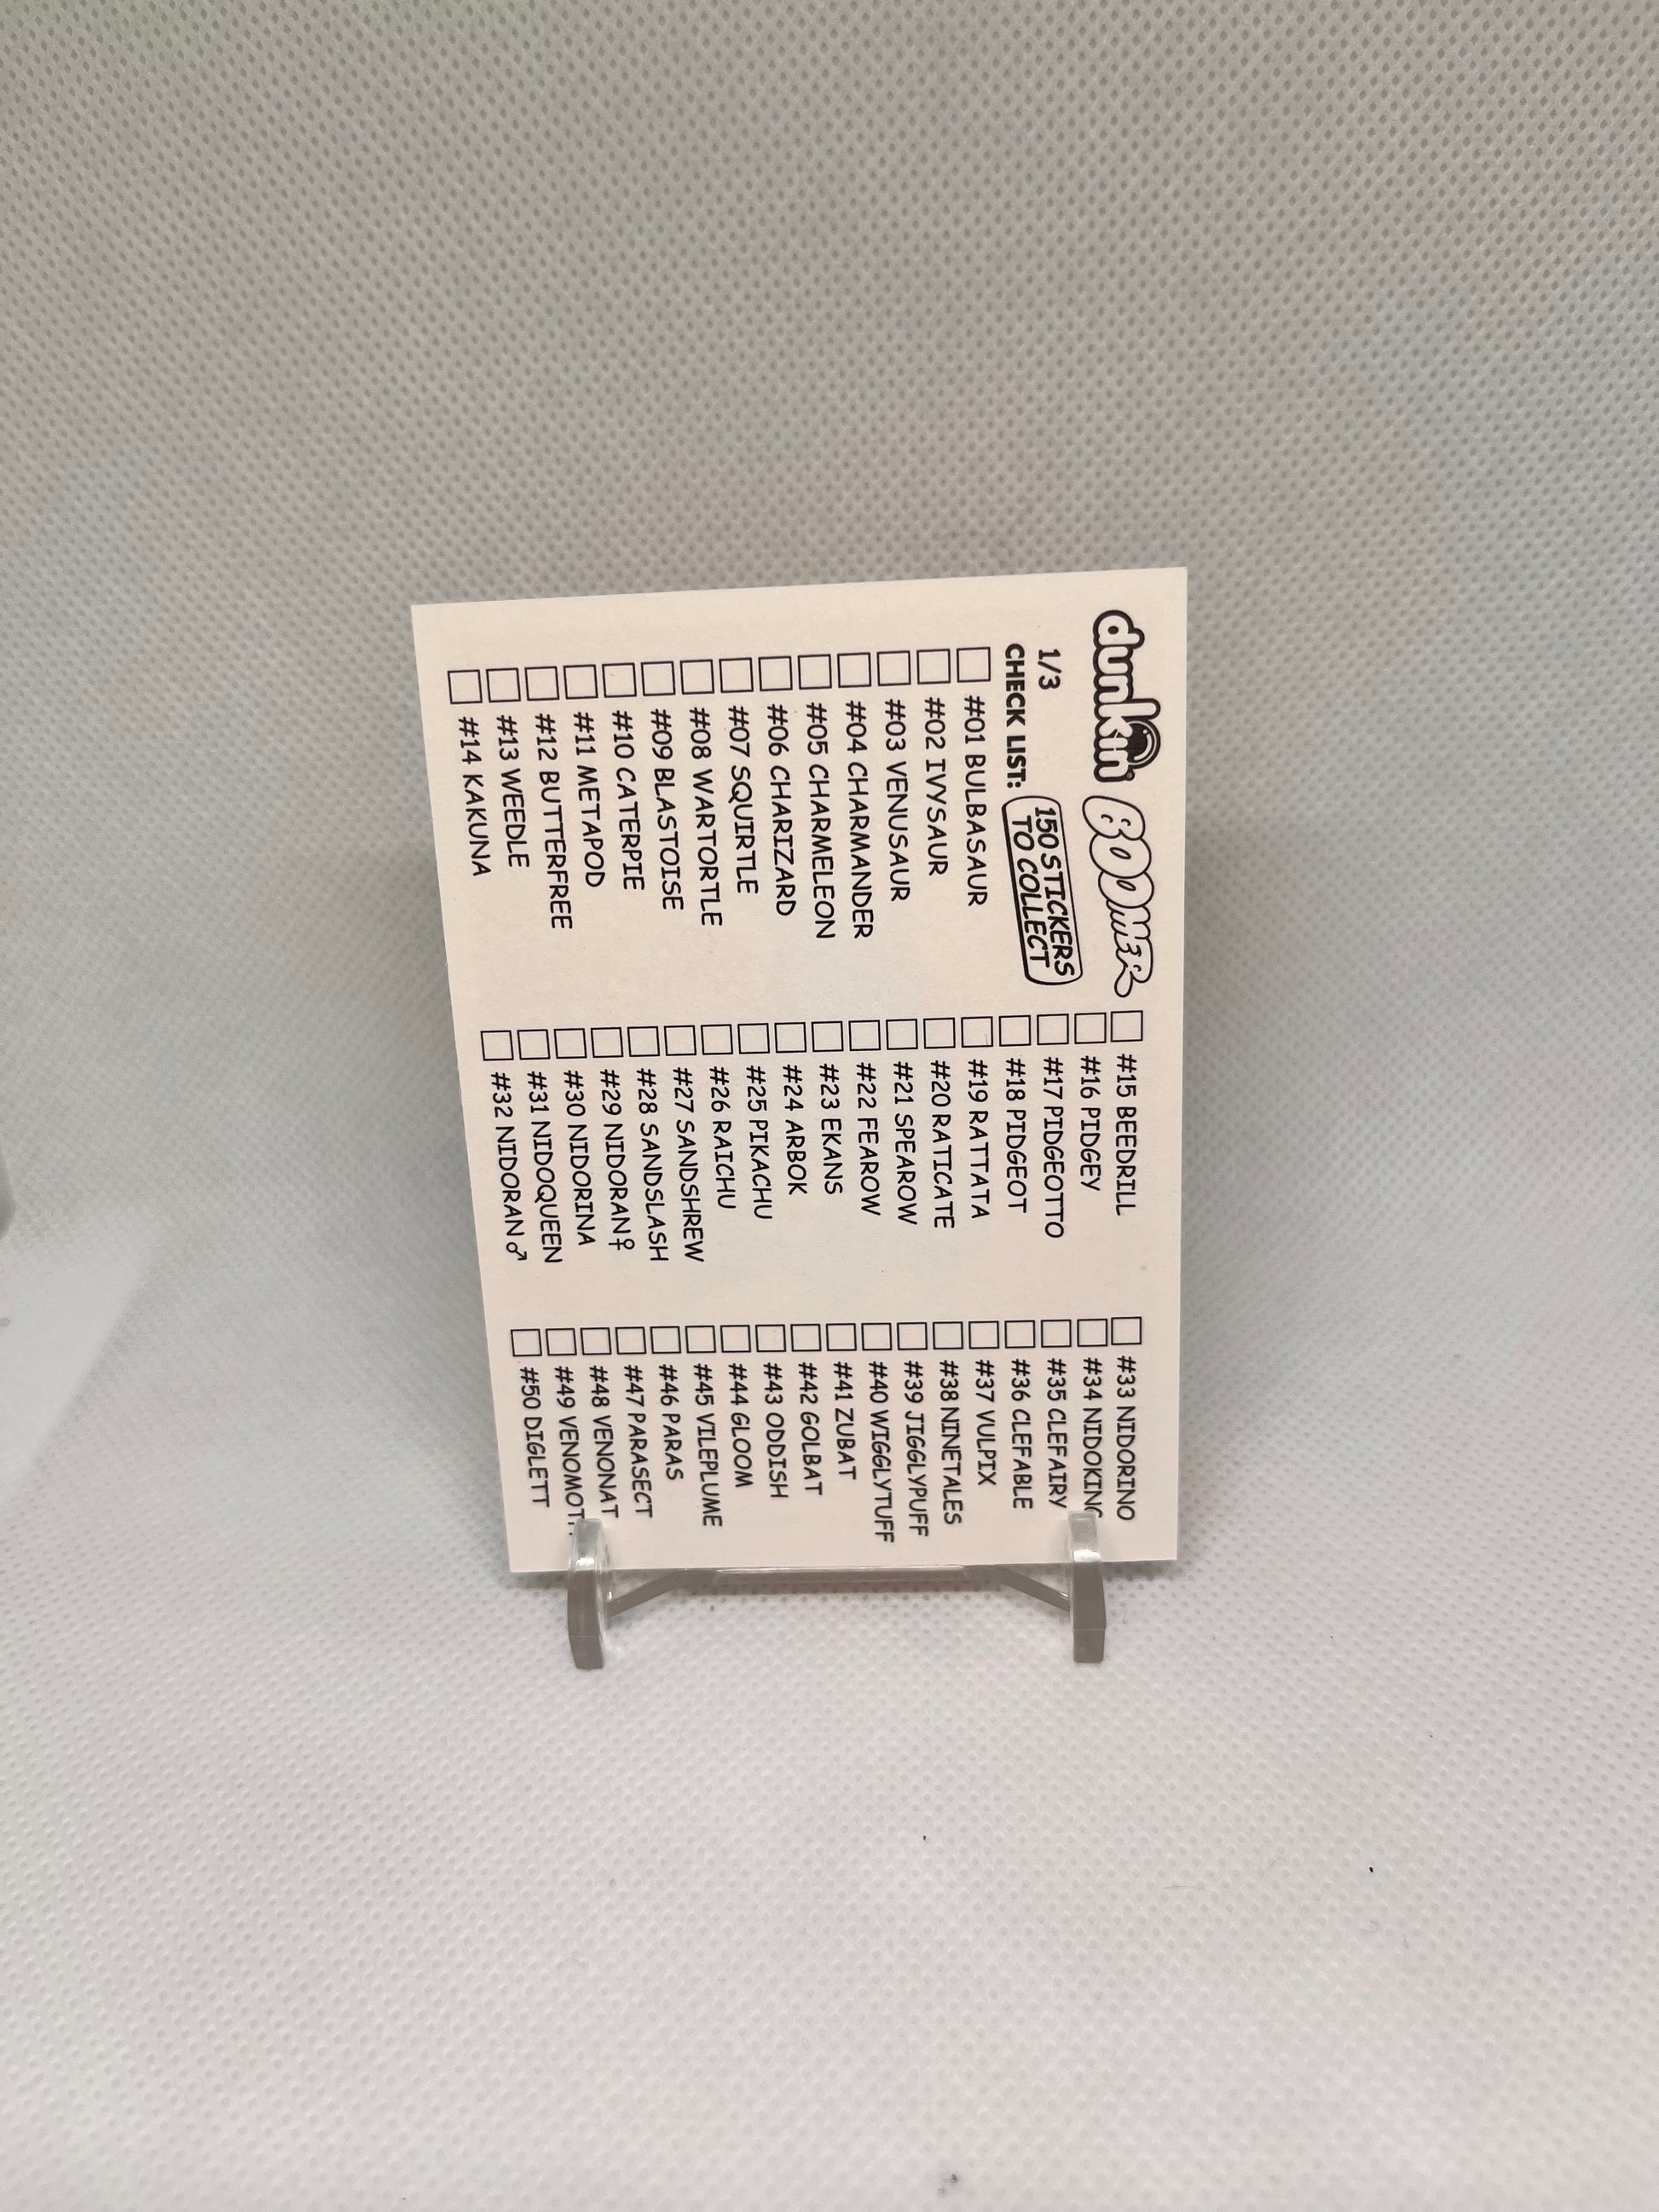 dunkin BOOMER
1/3
CHECK LIST:
150 STICKERS
TO COLLECT
#01 BULBASAUR
#02 IVYSAUR
#03 VENUSAUR
#04 CHARMANDER
#05 CHARMELEON
#06 CHARIZARD
#07 SQUIRTLE
#08 WARTORTLE
#09 BLASTOISE
#10 CATERPIE
#11 METAPOD
#12 BUTTERFREE
#13 WEEDLE
#14 KAKUNA
#15 BEEDRILL
#16 PIDGEY
#17 PIDGEOTTO
#18 PIDGEOT
#19 RATTATA
#20 RATICATE
#21 SPEAROW
#22 FEAROW
#23 EKANS
#24 ARBOK
#25 PIKACHU
#26 RAICHU
#27 SANDSHREW
#28 SANDSLASH
#29 NIDORAN♀
#30 NIDORINA
#31 NIDOQUEEN
#32 NIDORAN♂
#33 NIDORINO
#34 NIDOKING
#35 CLEFAIRY
#36 CLEFABLE
#37 VULPIX
#38 NINETALES
#39 JIGGLYPUFF
#40 WIGGLYTUFF
#41 ZUBAT
#42 GOLBAT
#43 ODDISH
#44 GLOOM
#45 VILEPLUME
#46 PARAS
#47 PARASECT
#48 VENONAT
#49 VENOMOTH
#50 DIGLETT